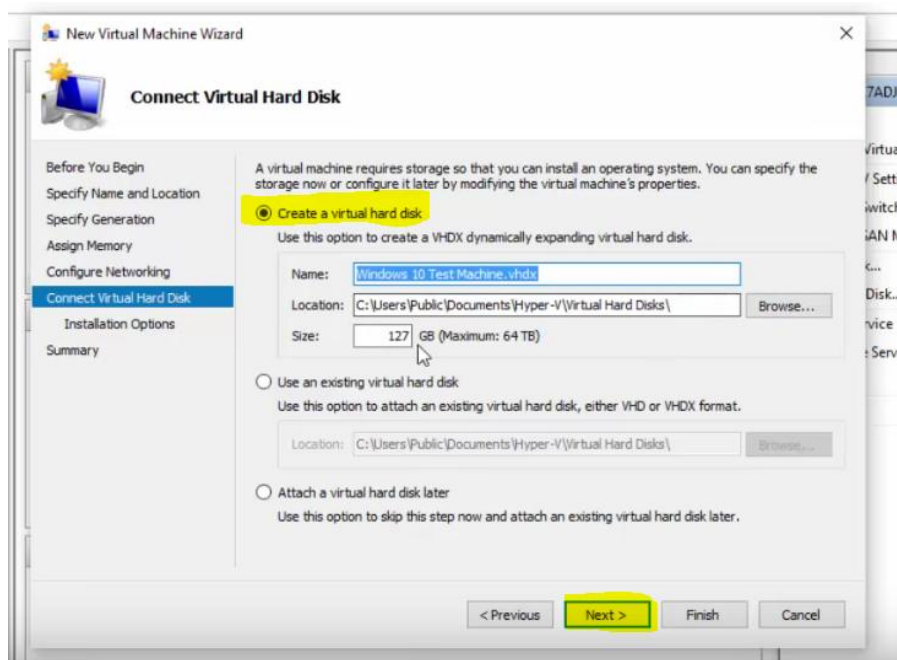 New Virtual Machine Wizard
Connect Virtual Hard Disk
Before You Begin
Specify Name and Location
Specify Generation
Assign Memory
Configure Networking
Connect Virtual Hard Disk
Installation Options
Summary
A virtual machine requires storage so that you can install an operating system. You can specify the
storage now or configure it later by modifying the virtual machine's properties.
Create a virtual hard disk
Use this option to create a VHDX dynamically expanding virtual hard disk.
Name: Windows 10 Test Machine.vhdx
Location: C:\Users\Public\Documents\Hyper-V\Virtual Hard Disks\ Browse...
Size: 127 GB (Maximum: 64 TB)
Use an existing virtual hard disk
Use this option to attach an existing virtual hard disk, either VHD or VHDX format.
Location: C:\Users\Public\Documents\Hyper-V\Virtual Hard Disks\ Browse...
Attach a virtual hard disk later
Use this option to skip this step now and attach an existing virtual hard disk later.
< Previous Next > Finish Cancel
7ADJ
Disk..